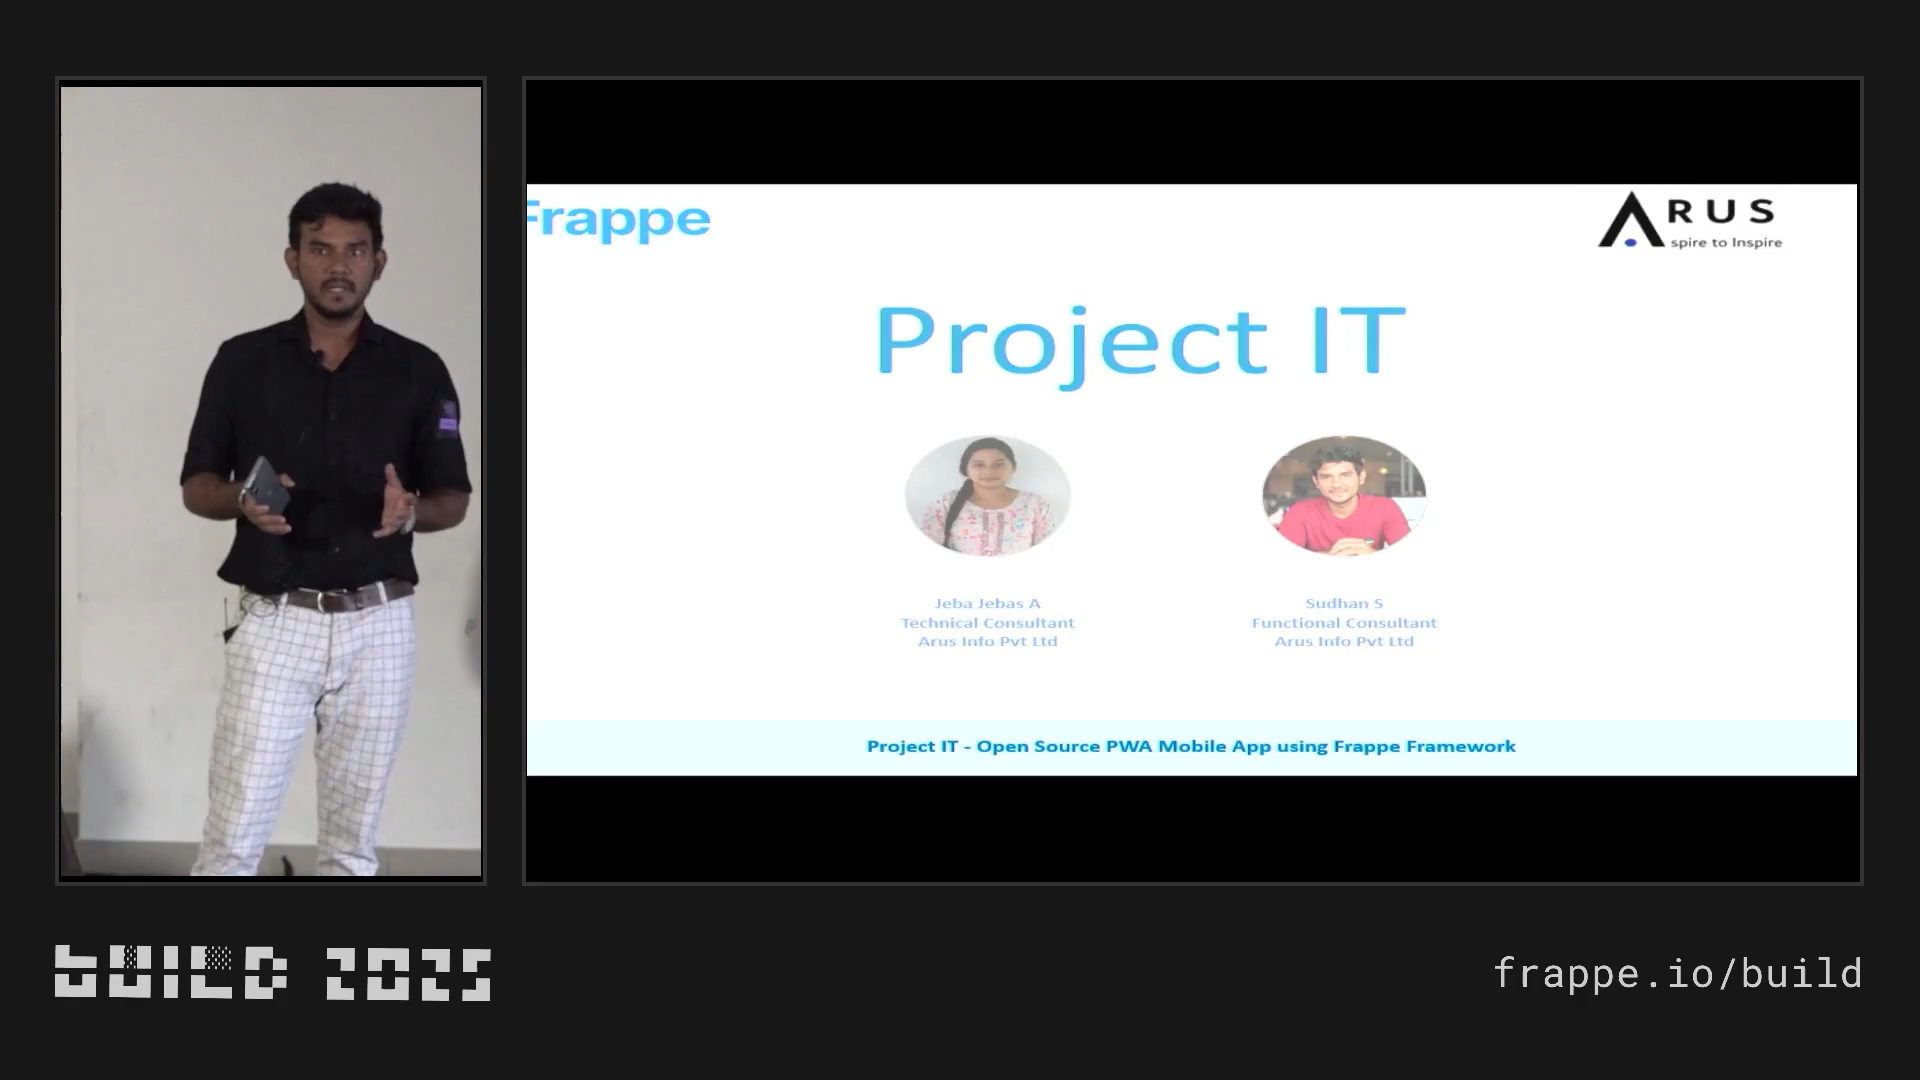 Frappe
ARUS
spire to Inspire
Project IT
Jeba Jebas A
Technical Consultant
Arus Info Pvt Ltd
Sudhan S
Functional Consultant
Arus Info Pvt Ltd
Project IT - Open Source PWA Mobile App using Frappe Framework
BUILD 2025
frappe.io/build